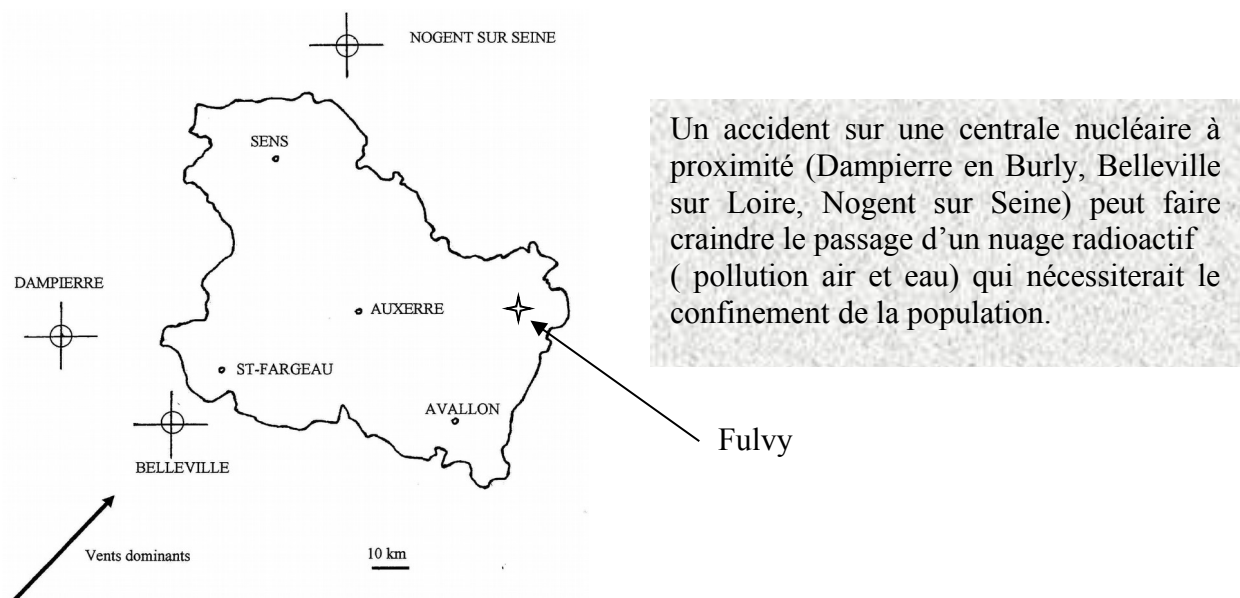 NOGENT SUR SEINE
SENS
DAMPIERRE
AUXERRE
ST-FARGEAU
AVALLON
BELLEVILLE
Vents dominants
10 km
Un accident sur une centrale nucléaire à
proximité (Dampierre en Burly, Belleville
sur Loire, Nogent sur Seine) peut faire
craindre le passage d’un nuage radioactif
( pollution air et eau) qui nécessiterait le
confinement de la population.
Fulvy